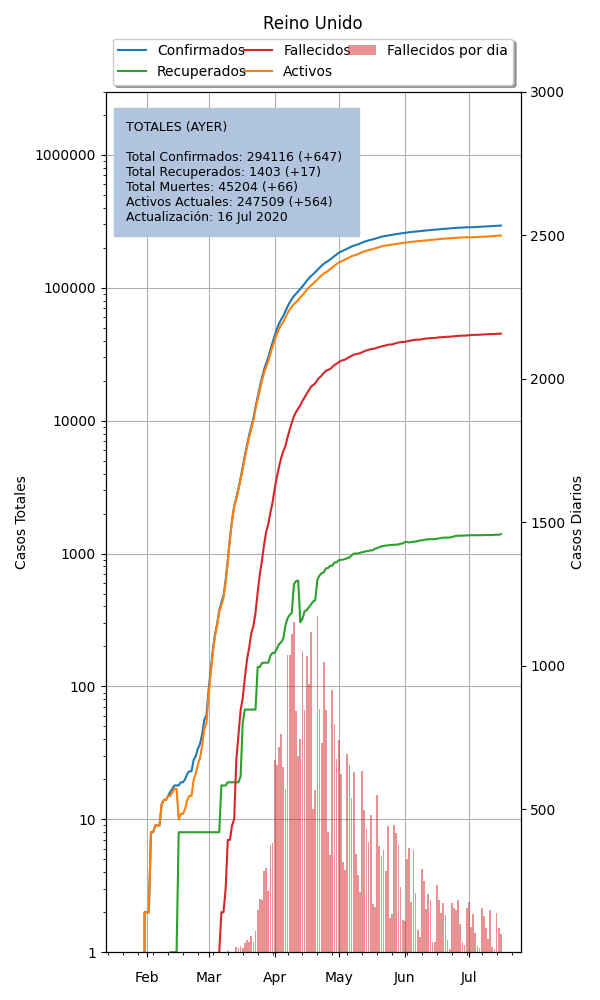 Reino Unido
Confirmados Fallecidos Fallecidos por dia
Recuperados Activos
TOTALES (AYER)
Total Confirmados: 294116 (+647)
Total Recuperados: 1403 (+17)
Total Muertes: 45204 (+66)
Activos Actuales: 247509 (+564)
Actualización: 16 Jul 2020
Casos Totales
1000000
100000
10000
1000
100
10
1
3000
2500
2000
1500
1000
500
Casos Diarios
Feb Mar Apr May Jun Jul